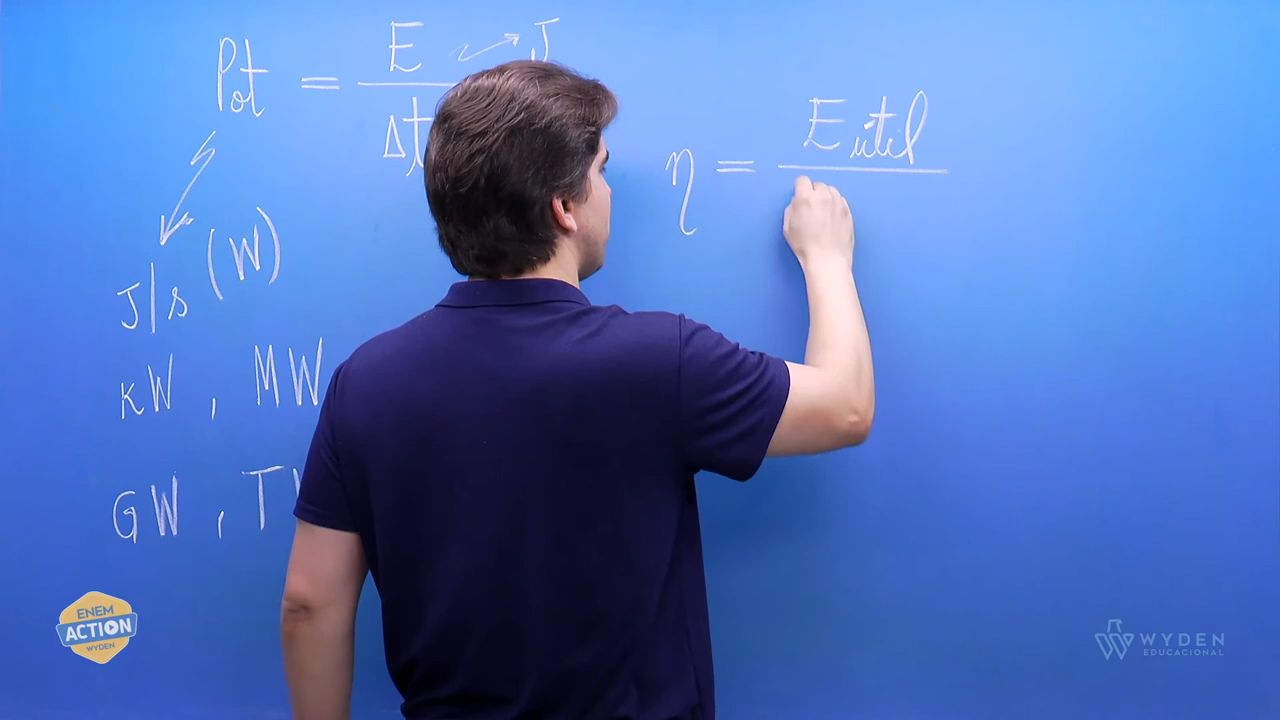 Pot = E J
Δt
J/s (W)
KW, MW
GW, T
η = E útil
ENEM
ACTION
WYDEN
WYDEN
EDUCACIONAL